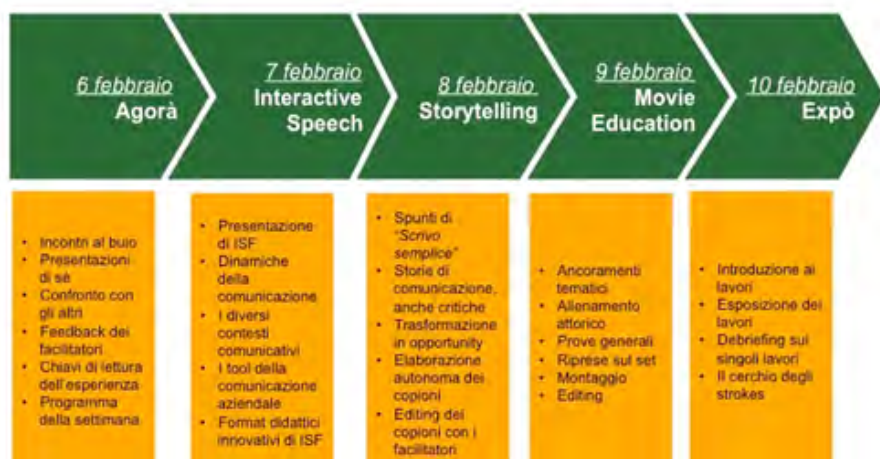 6 febbraio
Agorà
7 febbraio
Interactive
Speech
8 febbraio
Storytelling
9 febbraio
Movie
Education
10 febbraio
Expò
• Incontri al buio
• Presentazioni
di sé
• Confronto con
gli altri
• Feedback dei
facilitatori
• Chiavi di lettura
dell'esperienza
• Programma
della settimana
• Presentazione
di ISF
• Dinamiche
della
comunicazione
• I diversi
contesti
comunicativi
• I tool della
comunicazione
aziendale
• Format didattici
innovativi di ISF
• Spunti di
"Scrivo
semplice"
• Storie di
comunicazione,
anche critiche
• Trasformazione
in opportunity
• Elaborazione
autonoma dei
copioni
• Editing dei
copioni con i
facilitatori
• Ancoramenti
tematici
• Allenamento
attorico
• Prove generali
• Riprese sul set
• Montaggio
• Editing
• Introduzione ai
lavori
• Esposizione dei
lavori
• Debriefing sui
singoli lavori
• Il cerchio degli
strokes